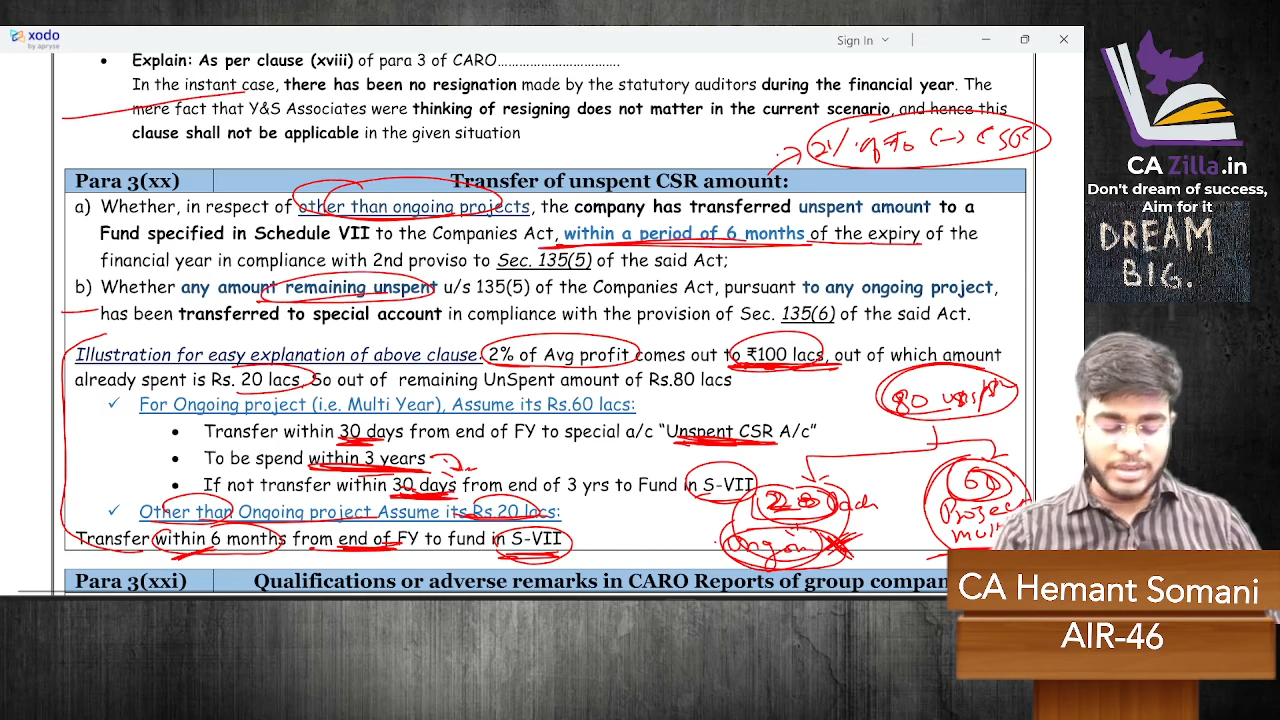 xodo
by apryse
Sign In
• Explain: As per clause (xviii) of para 3 of CARO.......................................
In the instant case, there has been no resignation made by the statutory auditors during the financial year. The
mere fact that Y&S Associates were thinking of resigning does not matter in the current scenario, and hence this
clause shall not be applicable in the given situation
Para 3(xx) Transfer of unspent CSR amount:
a) Whether, in respect of other than ongoing projects, the company has transferred unspent amount to a
Fund specified in Schedule VII to the Companies Act, within a period of 6 months of the expiry of the
financial year in compliance with 2nd proviso to Sec. 135(5) of the said Act;
b) Whether any amount remaining unspent u/s 135(5) of the Companies Act, pursuant to any ongoing project,
has been transferred to special account in compliance with the provision of Sec. 135(6) of the said Act.
Illustration for easy explanation of above clause: 2% of Avg profit comes out to ₹100 lacs, out of which amount
already spent is Rs. 20 lacs. So out of remaining UnSpent amount of Rs.80 lacs
80 unspent
✓ For Ongoing project (i.e. Multi Year), Assume its Rs.60 lacs:
• Transfer within 30 days from end of FY to special a/c “Unspent CSR A/c”
• To be spend within 3 years
• If not transfer within 30 days from end of 3 yrs to Fund in S-VII
✓ Other than Ongoing project Assume its Rs 20 lacs:
Transfer within 6 months from end of FY to fund in S-VII
20 lach
60
Project
Para 3(xxi) Qualifications or adverse remarks in CARO Reports of group compan
CA Zilla.in
Don't dream of success,
Aim for it
DREAM
BIG.
CA Hemant Somani
AIR-46